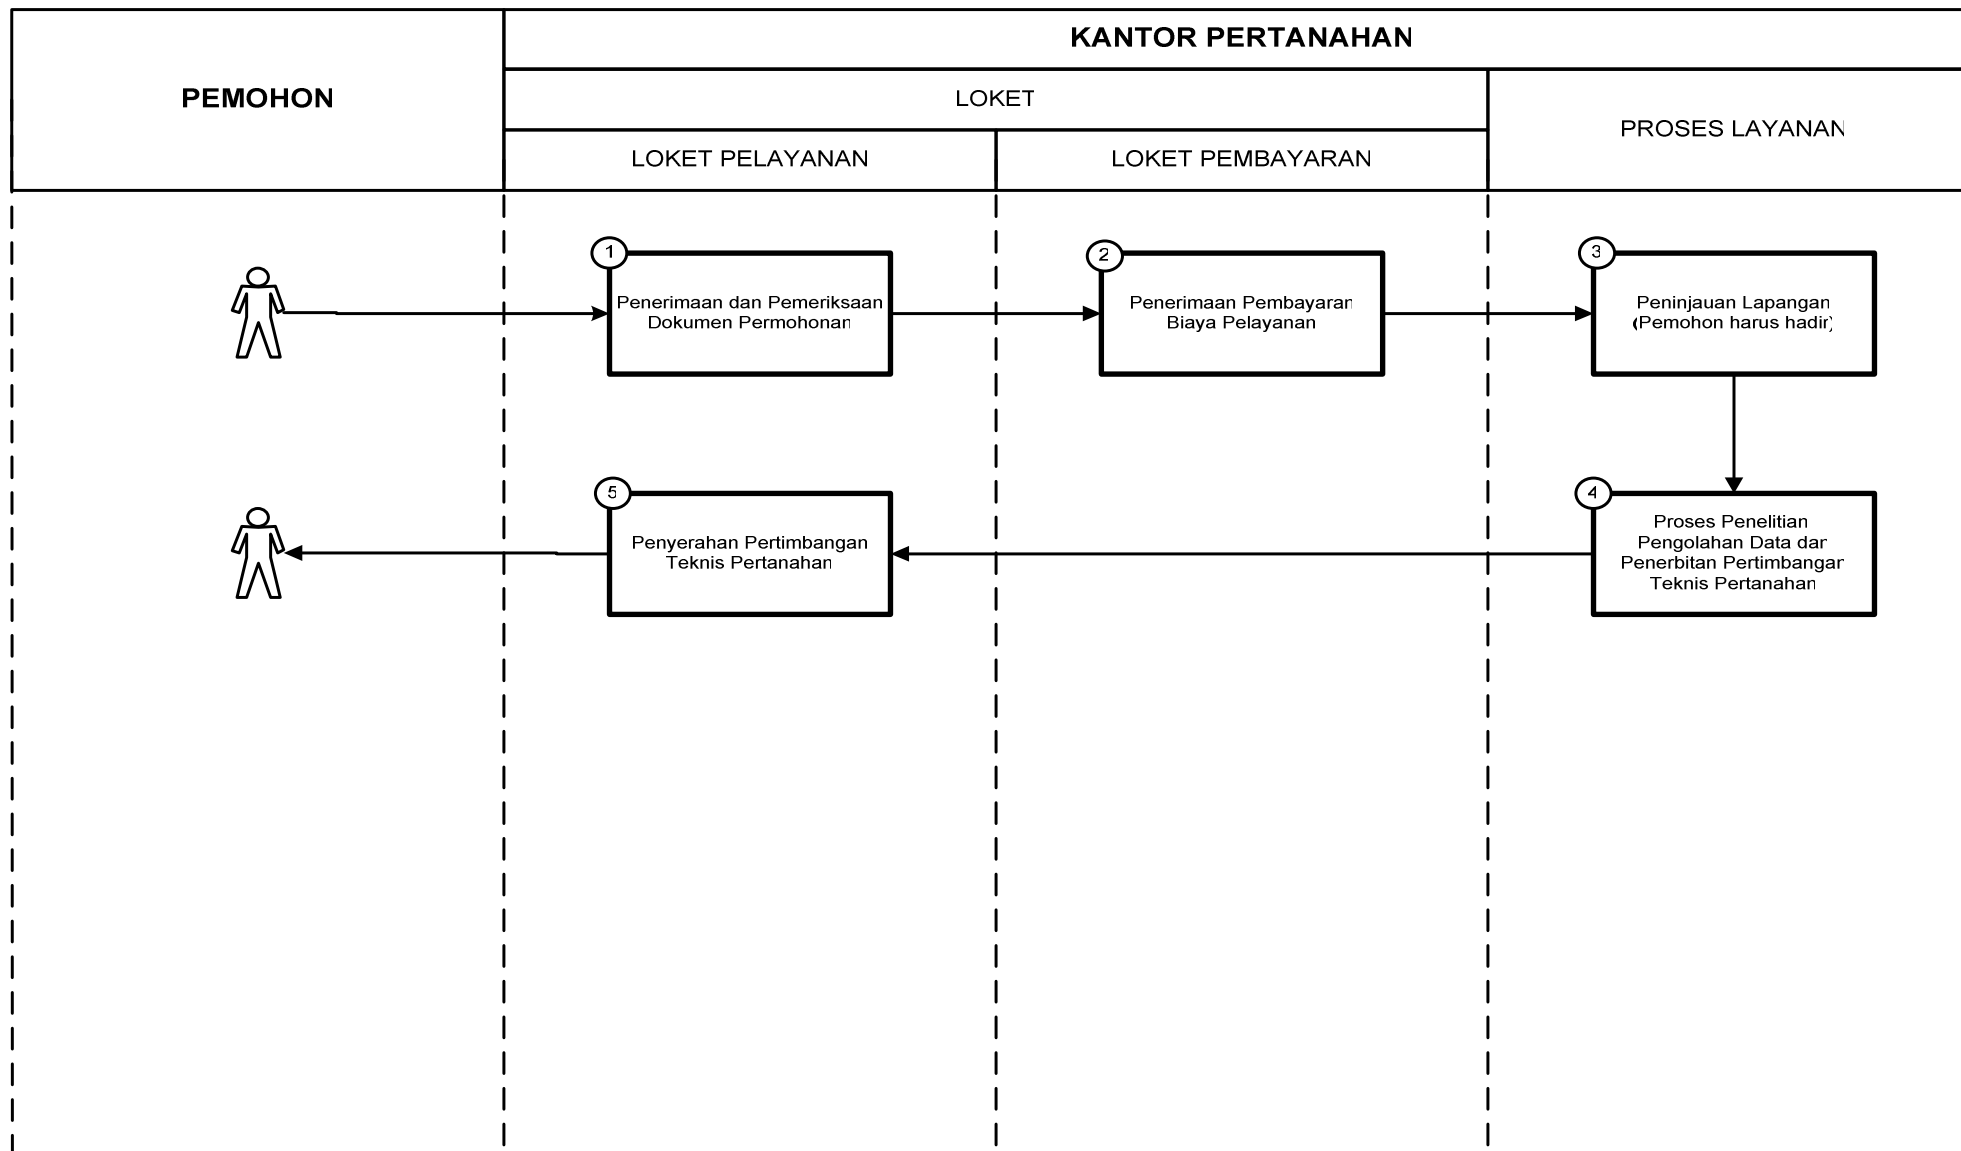 KANTOR PERTANAHAN
PEMOHON
LOKET
PROSES LAYANAN
LOKET PELAYANAN
LOKET PEMBAYARAN
1
Penerimaan dan Pemeriksaan
Dokumen Permohonan
2
Penerimaan Pembayaran
Biaya Pelayanan
3
Peninjauan Lapangan
(Pemohon harus hadir)
4
Proses Penelitian
Pengolahan Data dan
Penerbitan Pertimbangan
Teknis Pertanahan
5
Penyerahan Pertimbangan
Teknis Pertanahan